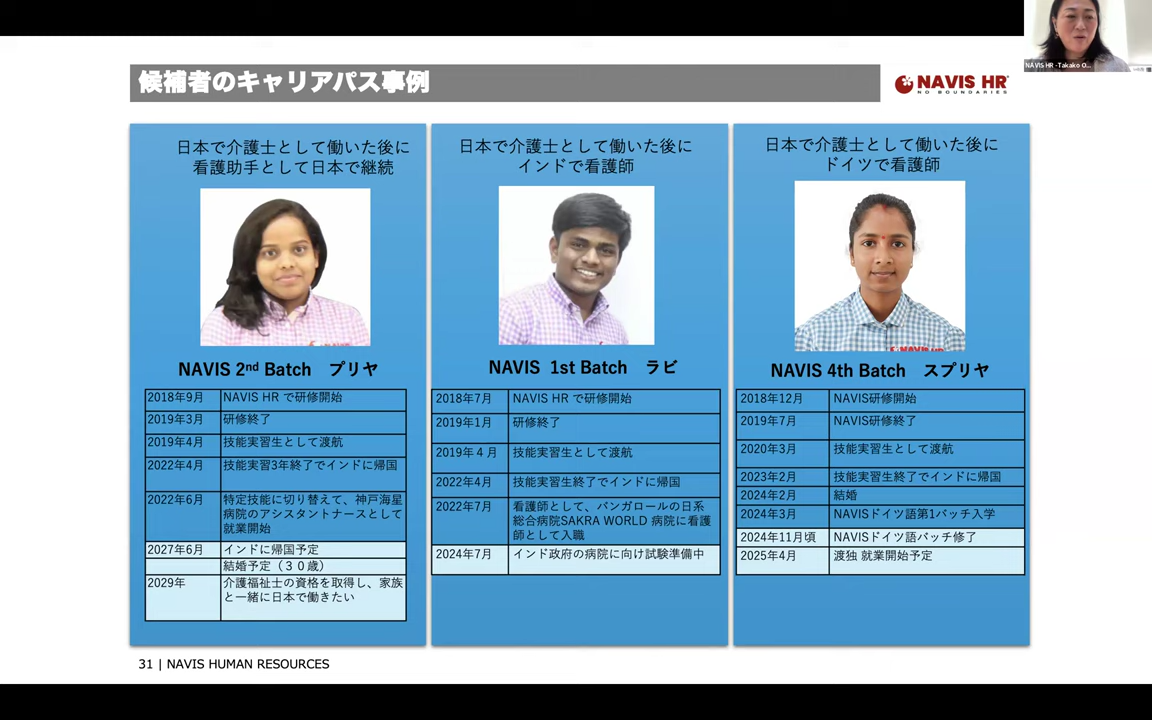 NAVIS HR -Takako O...
候補者のキャリアパス事例
NAVIS HR
NO BOUNDARIES
日本で介護士として働いた後に
看護助手として日本で継続
NAVIS 2nd Batch プリヤ
2018年9月 NAVIS HR で研修開始
2019年3月 研修終了
2019年4月 技能実習生として渡航
2022年4月 技能実習3年終了でインドに帰国
2022年6月 特定技能に切り替えて、神戸海星
病院のアシスタントナースとして
就業開始
2027年6月 インドに帰国予定
結婚予定（３０歳）
2029年 介護福祉士の資格を取得し、家族
と一緒に日本で働きたい
日本で介護士として働いた後に
インドで看護師
NAVIS 1st Batch ラビ
2018年7月 NAVIS HR で研修開始
2019年1月 研修終了
2019年４月 技能実習生として渡航
2022年4月 技能実習生終了でインドに帰国
2022年7月 看護師として、バンガロールの日系
総合病院SAKRA WORLD 病院に看護
師として入職
2024年7月 インド政府の病院に向け試験準備中
日本で介護士として働いた後に
ドイツで看護師
NAVIS 4th Batch スプリヤ
2018年12月 NAVIS研修開始
2019年7月 NAVIS研修終了
2020年3月 技能実習生として渡航
2023年2月 技能実習生終了でインドに帰国
2024年2月 結婚
2024年3月 NAVISドイツ語第1バッチ入学
2024年11月頃 NAVISドイツ語バッチ修了
2025年4月 渡独 就業開始予定
31 | NAVIS HUMAN RESOURCES